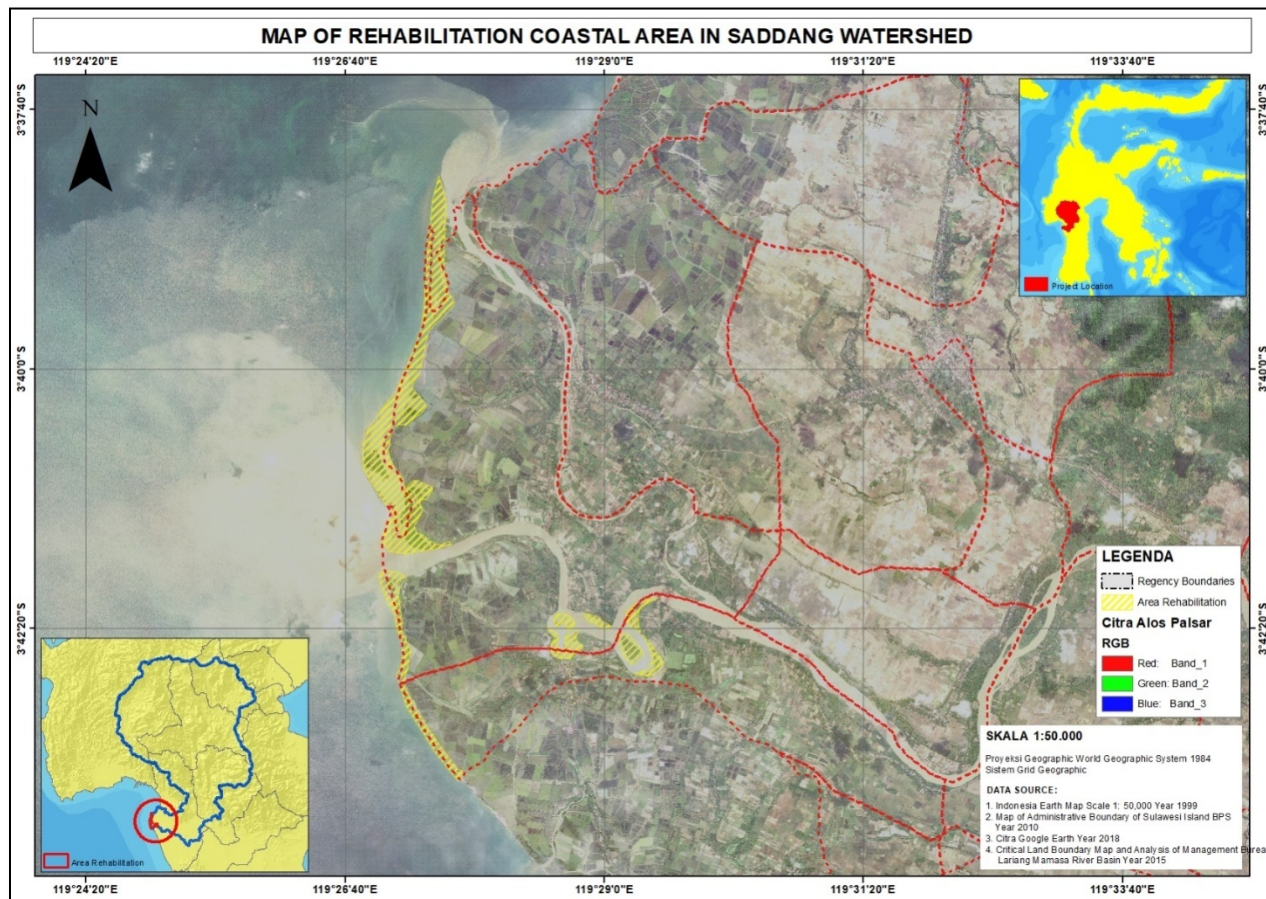 MAP OF REHABILITATION COASTAL AREA IN SADDANG WATERSHED
119°24'20"E 119°26'40"E 119°29'0"E 119°31'20"E 119°33'40"E
3°37'40"S
3°37'40"S
N
Project Location
3°40'0"S
3°40'0"S
3°42'20"S
3°42'20"S
LEGENDA
Regency Boundaries
Area Rehabilitation
Citra Alos Palsar
RGB
Red: Band_1
Green: Band_2
Blue: Band_3
SKALA 1:50.000
Proyeksi Geographic World Geographic System 1984
Sistem Grid Geographic
DATA SOURCE:
1. Indonesia Earth Map Scale 1: 50,000 Year 1999
2. Map of Administrative Boundary of Sulawesi Island BPS
Year 2010
3. Citra Google Earth Year 2018
4. Critical Land Boundary Map and Analysis of Management Bureau
Lariang Mamasa River Basin Year 2015
Area Rehabilitation
119°24'20"E 119°26'40"E 119°29'0"E 119°31'20"E 119°33'40"E